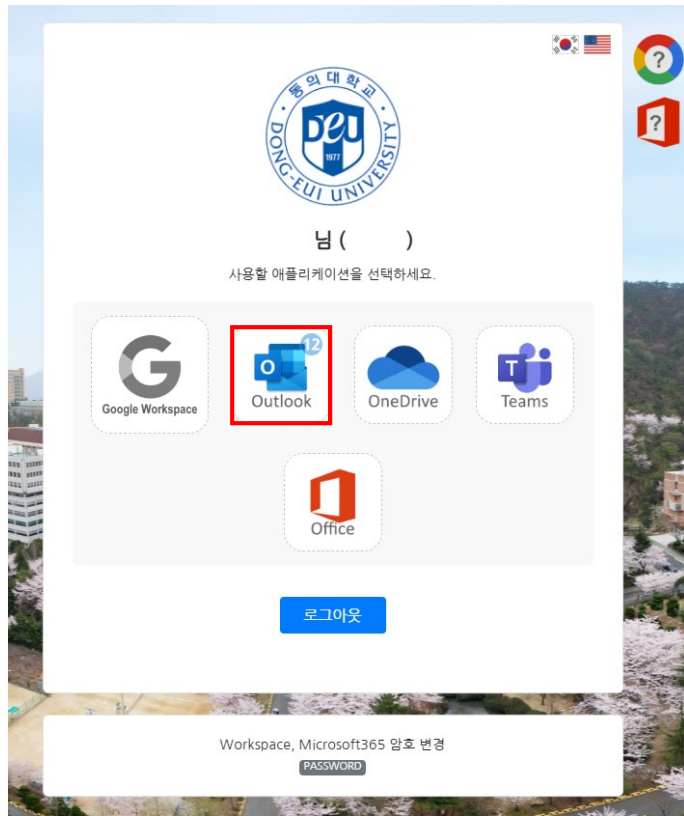 동의대학교
DONG-EUI UNIVERSITY
DEU
1977
?
?
님 ( )
사용할 애플리케이션을 선택하세요.
G
Google Workspace
12
O
Outlook
OneDrive
T
Teams
Office
로그아웃
Workspace, Microsoft365 암호 변경
PASSWORD